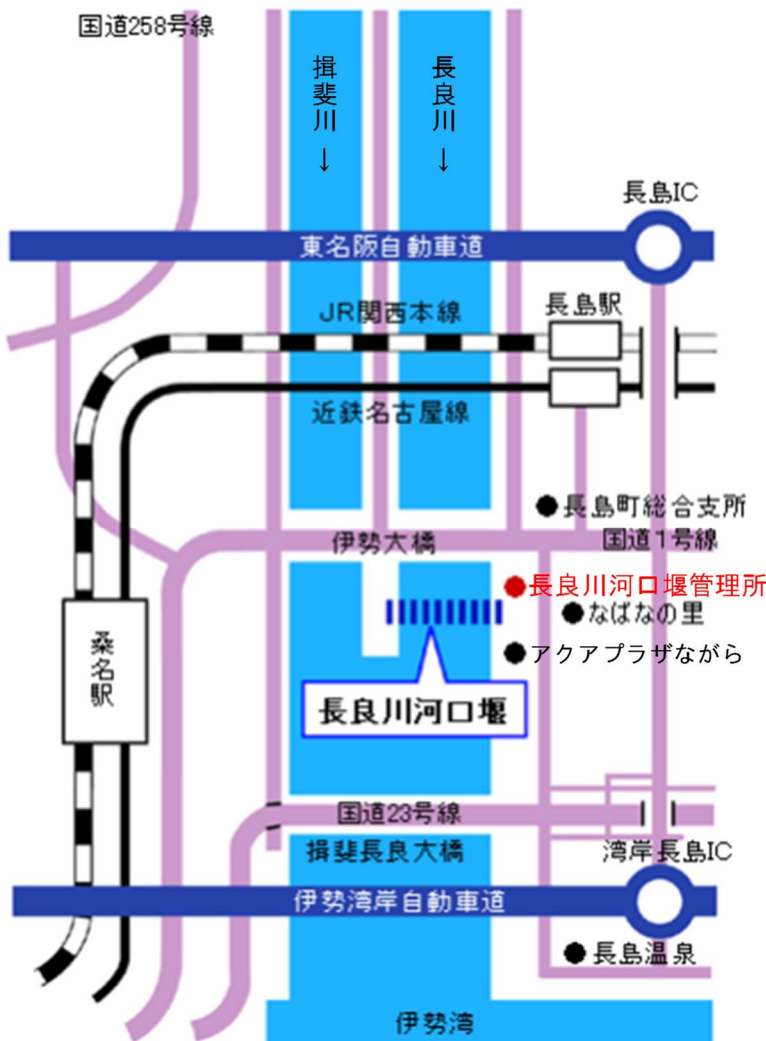 国道258号線
揖斐川↓
長良川↓
長島IC
東名阪自動車道
長島駅
JR関西本線
近鉄名古屋線
長島町総合支所
伊勢大橋
国道1号線
長良川河口堰管理所
なばなの里
桑名駅
アクアプラザながら
長良川河口堰
国道23号線
揖斐長良大橋
湾岸長島IC
伊勢湾岸自動車道
長島温泉
伊勢湾